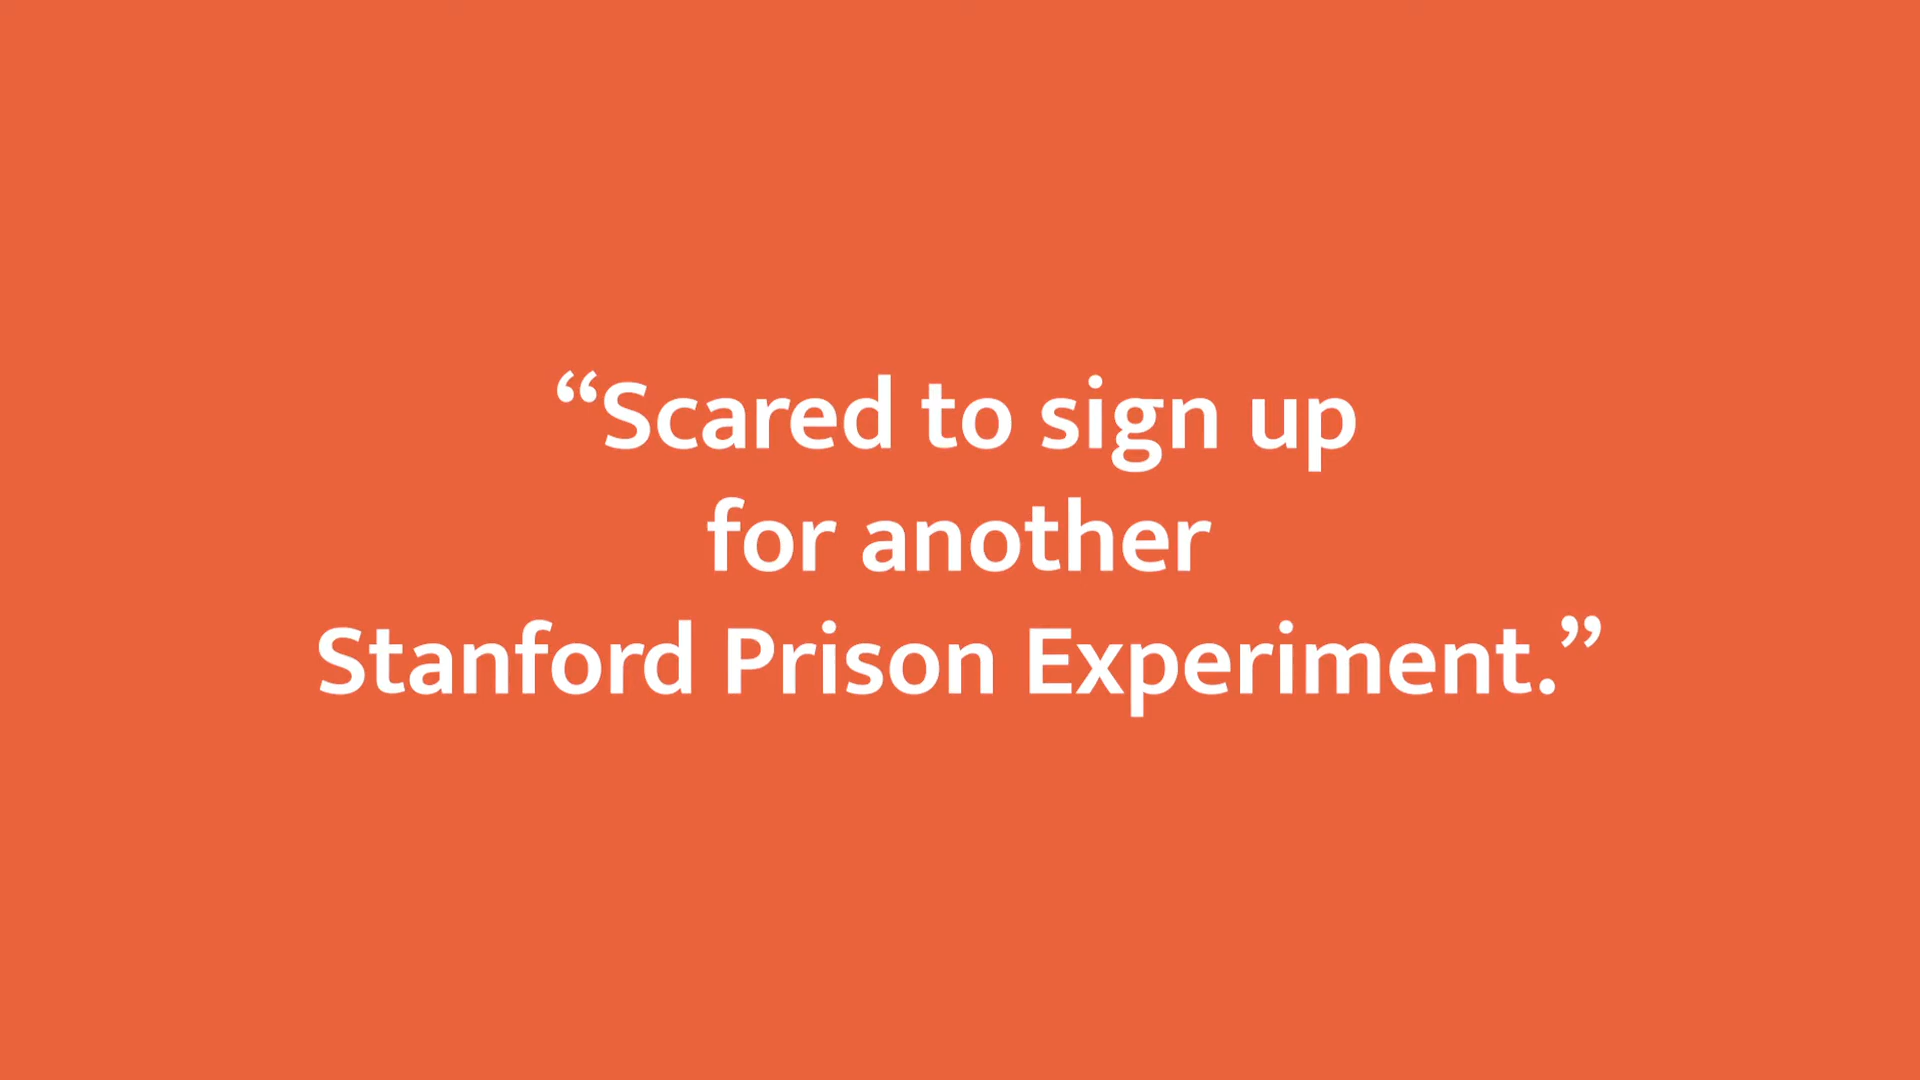 “Scared to sign up
for another
Stanford Prison Experiment.”